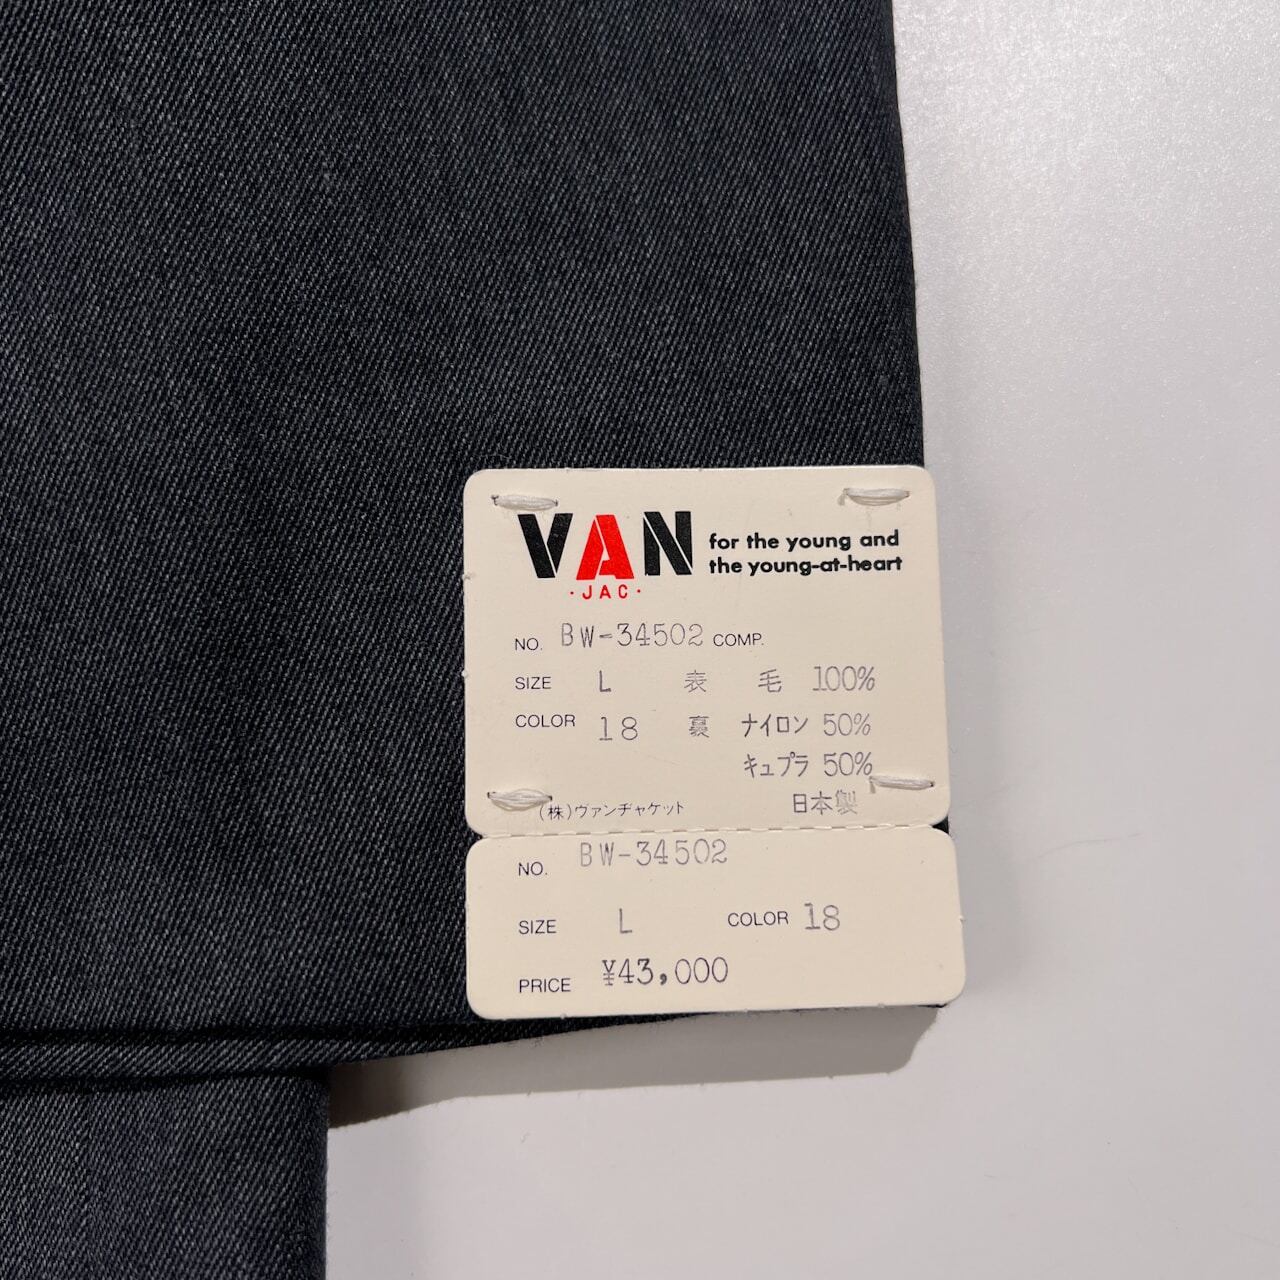 VAN for the young and
the young-at-heart
·JAC·
NO. BW-34502 COMP.
SIZE L 表 毛 100%
COLOR 18 裏 ナイロン 50%
キュプラ 50%
(株)ヴァンヂャケット 日本製
NO. BW-34502
SIZE L COLOR 18
PRICE ¥43,000